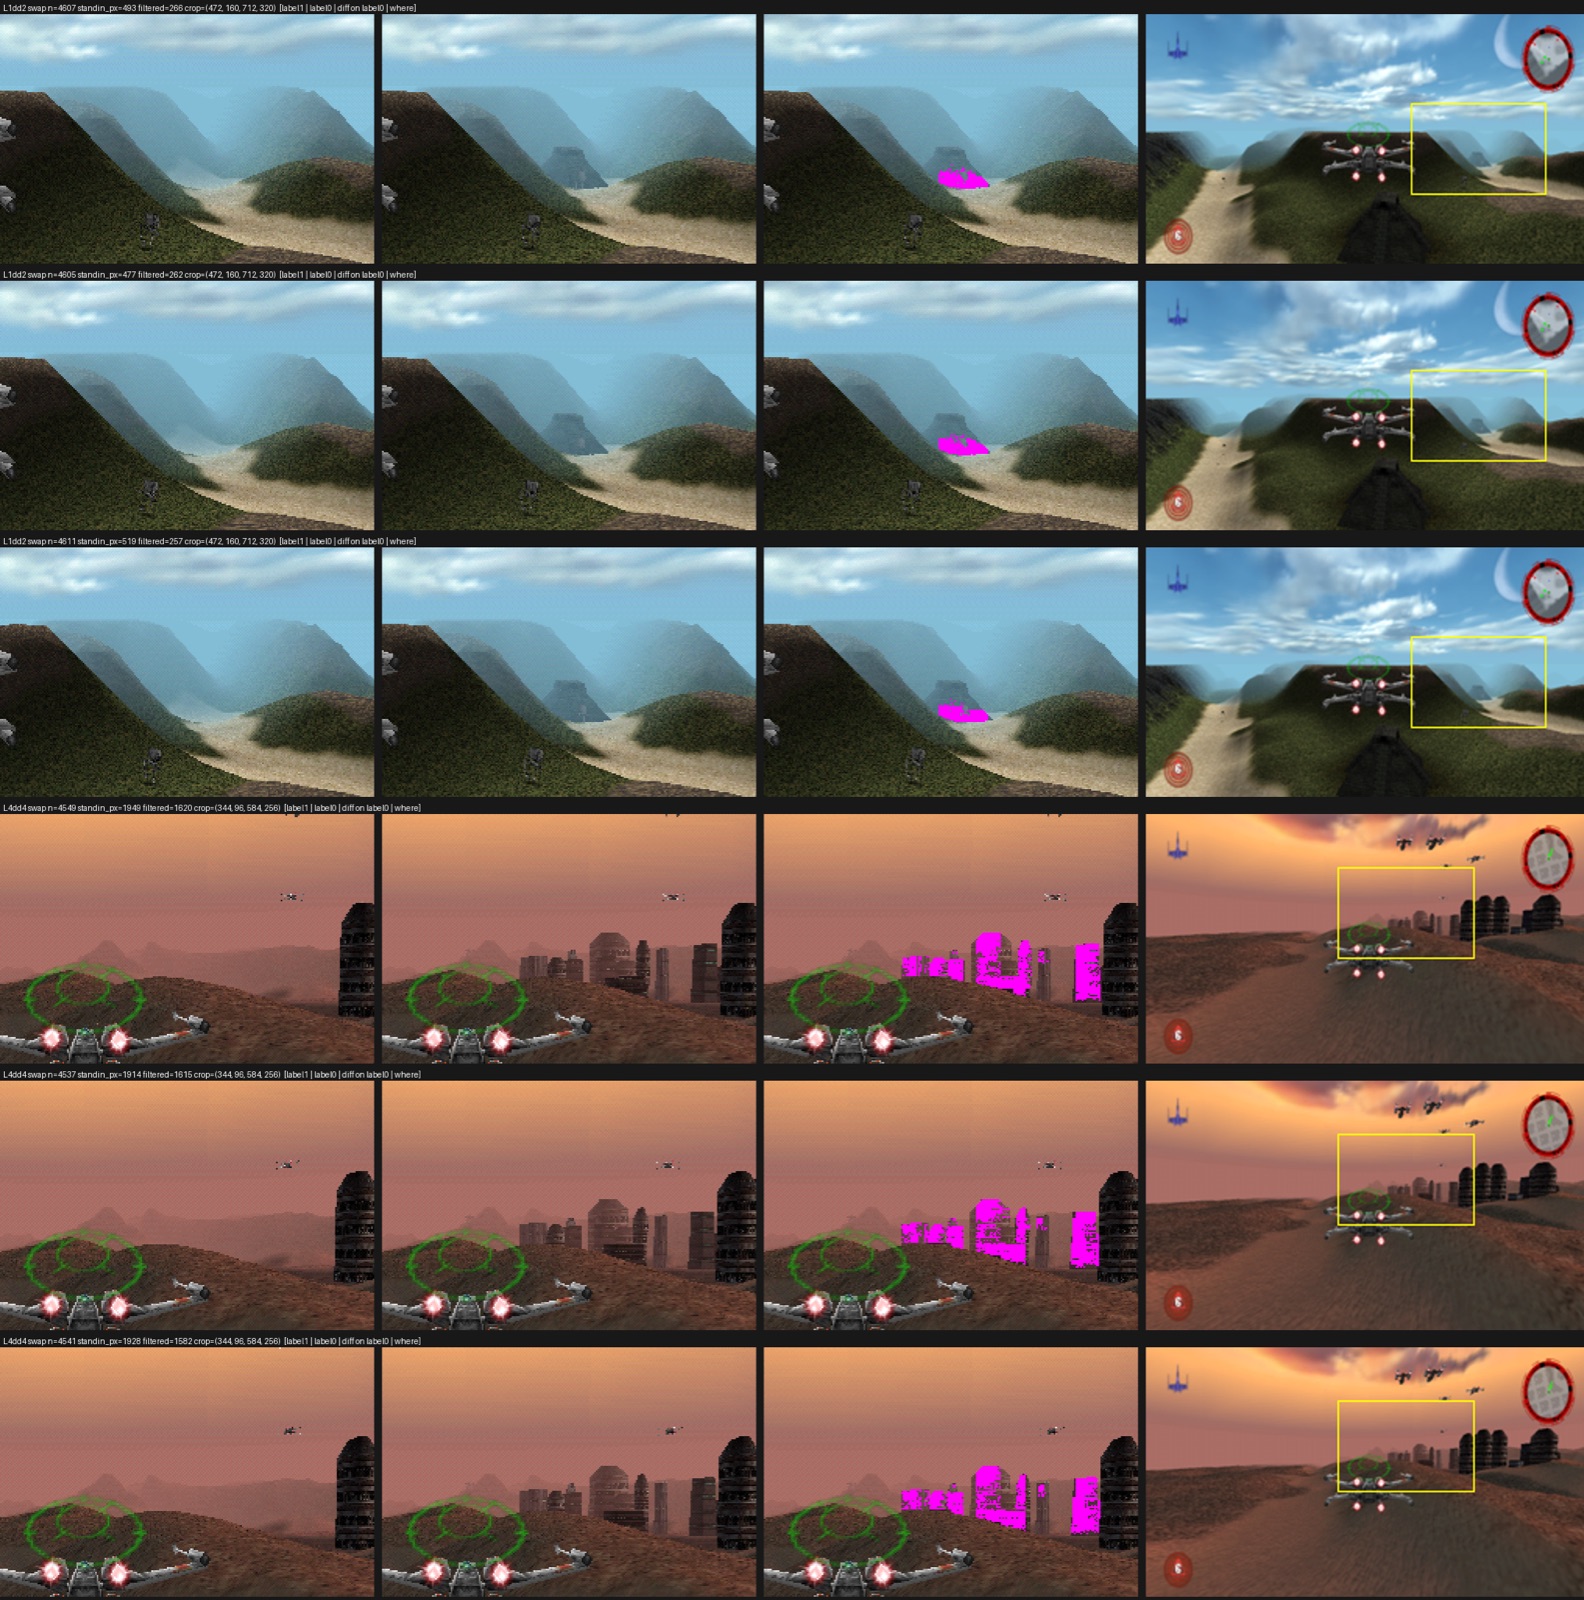 L1dd2 swap n=4607 standin_px=493 filtered=266 crop=(472, 160, 712, 320) [label1 | label0 | diff on label0 | where]
L1dd2 swap n=4605 standin_px=477 filtered=262 crop=(472, 160, 712, 320) [label1 | label0 | diff on label0 | where]
L1dd2 swap n=4611 standin_px=519 filtered=257 crop=(472, 160, 712, 320) [label1 | label0 | diff on label0 | where]
L4dd4 swap n=4549 standin_px=1949 filtered=1620 crop=(344, 96, 584, 256) [label1 | label0 | diff on label0 | where]
L4dd4 swap n=4537 standin_px=1914 filtered=1615 crop=(344, 96, 584, 256) [label1 | label0 | diff on label0 | where]
L4dd4 swap n=4541 standin_px=1928 filtered=1582 crop=(344, 96, 584, 256) [label1 | label0 | diff on label0 | where]